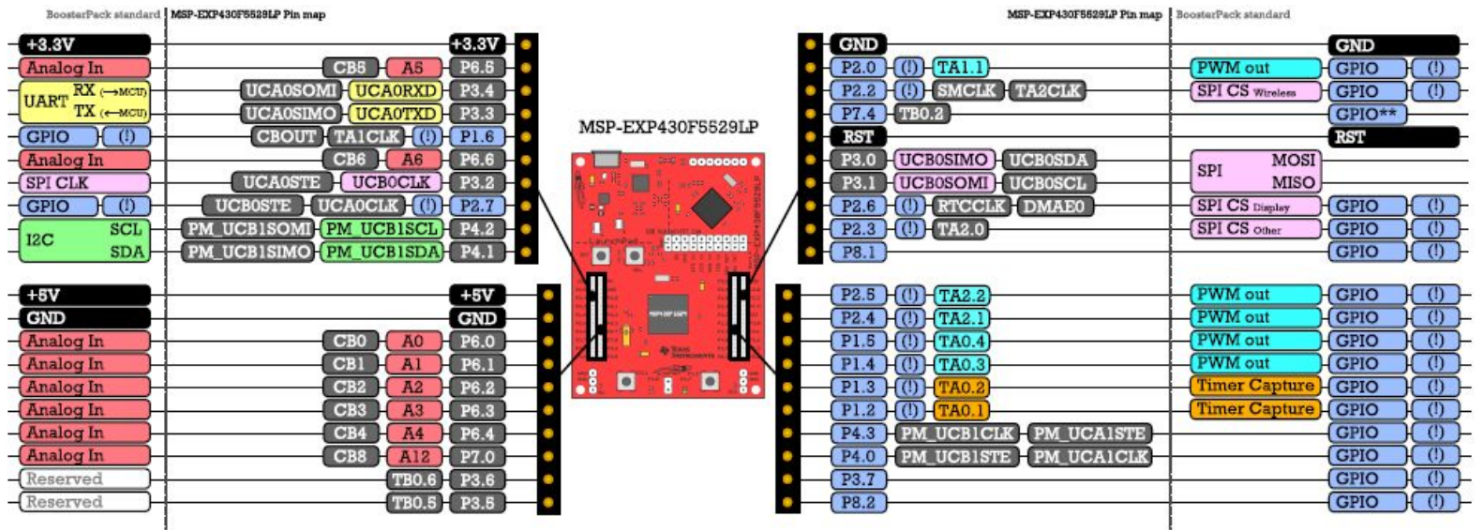 BoosterPack standard MSP-EXP430F5529LP Pin map
MSP-EXP430F5529LP Pin map BoosterPack standard
+3.3V +3.3V
Analog In CB5 A5 P6.5
UART RX (→MCU) UCA0SOMI UCA0RXD P3.4
TX (←MCU) UCA0SIMO UCA0TXD P3.3
GPIO (!) CBOUT TA1CLK (!) P1.6
Analog In CB6 A6 P6.6
SPI CLK UCA0STE UCB0CLK P3.2
GPIO (!) UCB0STE UCA0CLK (!) P2.7
I2C SCL PM_UCB1SOMI PM_UCB1SCL P4.2
SDA PM_UCB1SIMO PM_UCB1SDA P4.1
+5V +5V
GND GND
Analog In CB0 A0 P6.0
Analog In CB1 A1 P6.1
Analog In CB2 A2 P6.2
Analog In CB3 A3 P6.3
Analog In CB4 A4 P6.4
Analog In CB8 A12 P7.0
Reserved TB0.6 P3.6
Reserved TB0.5 P3.5
MSP-EXP430F5529LP
LaunchPad
Texas
Instruments
GND GND
P2.0 (!) TA1.1 PWM out GPIO (!)
P2.2 (!) SMCLK TA2CLK SPI CS Wireless GPIO (!)
P7.4 TB0.2 GPIO**
RST RST
P3.0 UCB0SIMO UCB0SDA SPI MOSI
P3.1 UCB0SOMI UCB0SCL MISO
P2.6 (!) RTCCLK DMAE0 SPI CS Display GPIO (!)
P2.3 (!) TA2.0 SPI CS Other GPIO (!)
P8.1 GPIO (!)
P2.5 (!) TA2.2 PWM out GPIO (!)
P2.4 (!) TA2.1 PWM out GPIO (!)
P1.5 (!) TA0.4 PWM out GPIO (!)
P1.4 (!) TA0.3 PWM out GPIO (!)
P1.3 (!) TA0.2 Timer Capture GPIO (!)
P1.2 (!) TA0.1 Timer Capture GPIO (!)
P4.3 PM_UCB1CLK PM_UCA1STE GPIO (!)
P4.0 PM_UCB1STE PM_UCA1CLK GPIO (!)
P3.7 GPIO (!)
P8.2 GPIO (!)